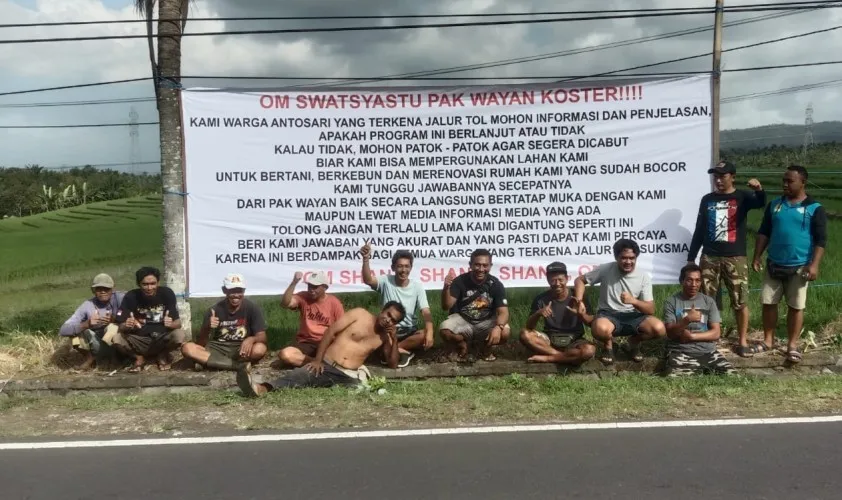 OM SWATSYASTU PAK WAYAN KOSTER!!!!
KAMI WARGA ANTOSARI YANG TERKENA JALUR TOL MOHON INFORMASI DAN PENJELASAN,
APAKAH PROGRAM INI BERLANJUT ATAU TIDAK
KALAU TIDAK, MOHON PATOK - PATOK AGAR SEGERA DICABUT
BIAR KAMI BISA MEMPERGUNAKAN LAHAN KAMI
UNTUK BERTANI, BERKEBUN DAN MERENOVASI RUMAH KAMI YANG SUDAH BOCOR
KAMI TUNGGU JAWABANNYA SECEPATNYA
DARI PAK WAYAN BAIK SECARA LANGSUNG BERTATAP MUKA DENGAN KAMI
MAUPUN LEWAT MEDIA INFORMASI MEDIA YANG ADA
TOLONG JANGAN TERLALU LAMA KAMI DIGANTUNG SEPERTI INI
BERI KAMI JAWABAN YANG AKURAT DAN YANG PASTI DAPAT KAMI PERCAYA
KARENA INI BERDAMPAK BAGI SEMUA WARGA YANG TERKENA JALUR TOL SUKSMA
OM SHANTI SHANTI SHANTI OM